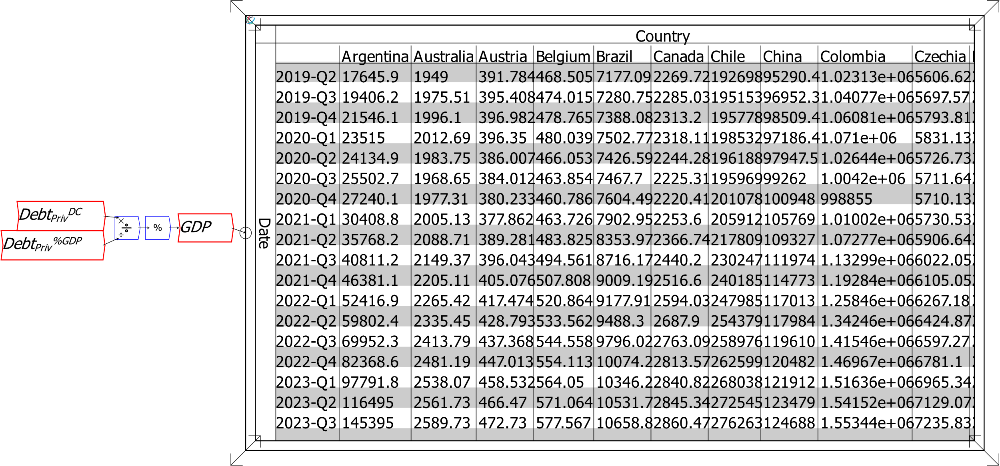 Country
Argentina Australia Austria Belgium Brazil Canada Chile China Colombia Czechia
2019-Q2 17645.9 1949 391.784 468.505 7177.09 2269.72 192698 95290.4 1.02313e+06 5606.62
2019-Q3 19406.2 1975.51 395.408 474.015 7280.75 2285.03 195153 96952.3 1.04077e+06 5697.57
2019-Q4 21546.1 1996.1 396.982 478.765 7388.08 2313.2 195778 98509.4 1.06081e+06 5793.81
2020-Q1 23515 2012.69 396.35 480.039 7502.77 2318.11 198532 97186.4 1.071e+06 5831.13
2020-Q2 24134.9 1983.75 386.007 466.053 7426.59 2244.28 196188 97947.5 1.02644e+06 5726.73
2020-Q3 25502.7 1968.65 384.012 463.854 7467.7 2225.31 195969 99262 1.0042e+06 5711.64
2020-Q4 27240.1 1977.31 380.233 460.786 7604.49 2220.41 201078 100948 998855 5710.13
2021-Q1 30408.8 2005.13 377.862 463.726 7902.95 2253.6 205912 105769 1.01002e+06 5730.53
2021-Q2 35768.2 2088.71 389.281 483.825 8353.97 2366.74 217809 109327 1.07277e+06 5906.64
2021-Q3 40811.2 2149.37 396.043 494.561 8716.17 2440.2 230247 111974 1.13299e+06 6022.05
2021-Q4 46381.1 2205.11 405.076 507.808 9009.19 2516.6 240185 114773 1.19284e+06 6105.05
2022-Q1 52416.9 2265.42 417.474 520.864 9177.91 2594.03 247985 117013 1.25846e+06 6267.18
2022-Q2 59802.4 2335.45 428.793 533.562 9488.3 2687.9 254379 117984 1.34246e+06 6424.87
2022-Q3 69952.3 2413.79 437.368 544.558 9796.02 2763.09 258976 119610 1.41546e+06 6597.27
2022-Q4 82368.6 2481.19 447.013 554.113 10074.2 2813.57 262599 120482 1.46967e+06 6781.1
2023-Q1 97791.8 2538.07 458.532 564.05 10346.2 2840.82 268038 121912 1.51636e+06 6965.34
2023-Q2 116495 2561.73 466.47 571.064 10531.7 2845.34 272545 123479 1.54152e+06 7129.07
2023-Q3 145395 2589.73 472.73 577.567 10658.8 2860.47 276263 124688 1.55344e+06 7235.83
Date
Debt Priv DC
× ÷ ÷
%
GDP
Debt Priv %GDP